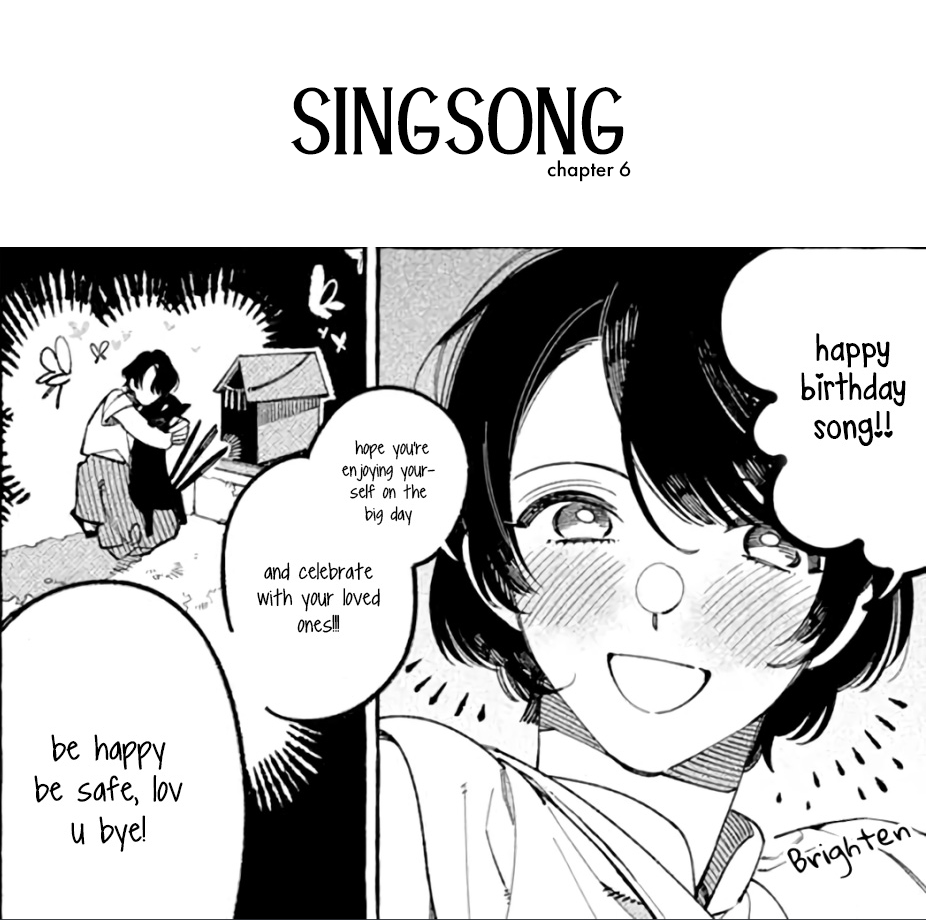 SINGSONG
chapter 6
happy
birthday
song!!
hope you're
enjoying your-
self on the
big day
and celebrate
with your loved
ones!!!
be happy
be safe, lov
u bye!
Brighten